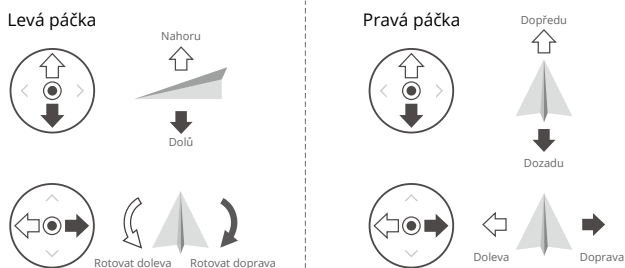 Levá páčka
Nahoru
Dolů
Rotovat doleva
Rotovat doprava
Pravá páčka
Dopředu
Dozadu
Doleva
Doprava